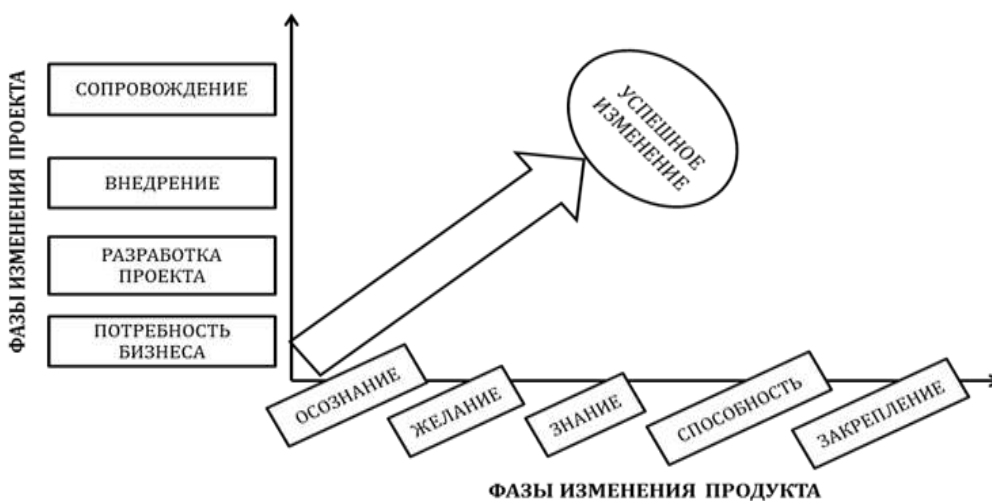 ФАЗЫ ИЗМЕНЕНИЯ ПРОЕКТА
СОПРОВОЖДЕНИЕ
ВНЕДРЕНИЕ
РАЗРАБОТКА
ПРОЕКТА
ПОТРЕБНОСТЬ
БИЗНЕСА
УСПЕШНОЕ
ИЗМЕНЕНИЕ
ОСОЗНАНИЕ
ЖЕЛАНИЕ
ЗНАНИЕ
СПОСОБНОСТЬ
ЗАКРЕПЛЕНИЕ
ФАЗЫ ИЗМЕНЕНИЯ ПРОДУКТА